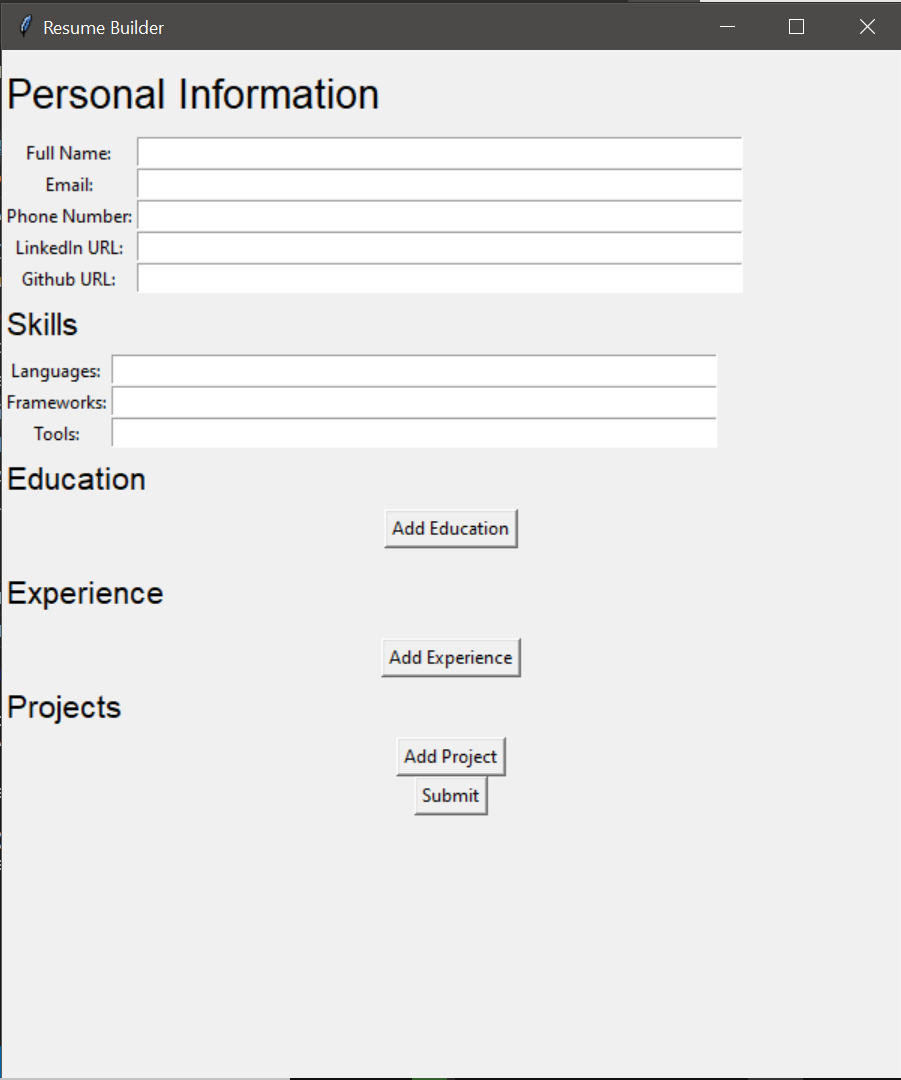 Resume Builder
Personal Information
Full Name:
Email:
Phone Number:
LinkedIn URL:
Github URL:
Skills
Languages:
Frameworks:
Tools:
Education
Add Education
Experience
Add Experience
Projects
Add Project
Submit